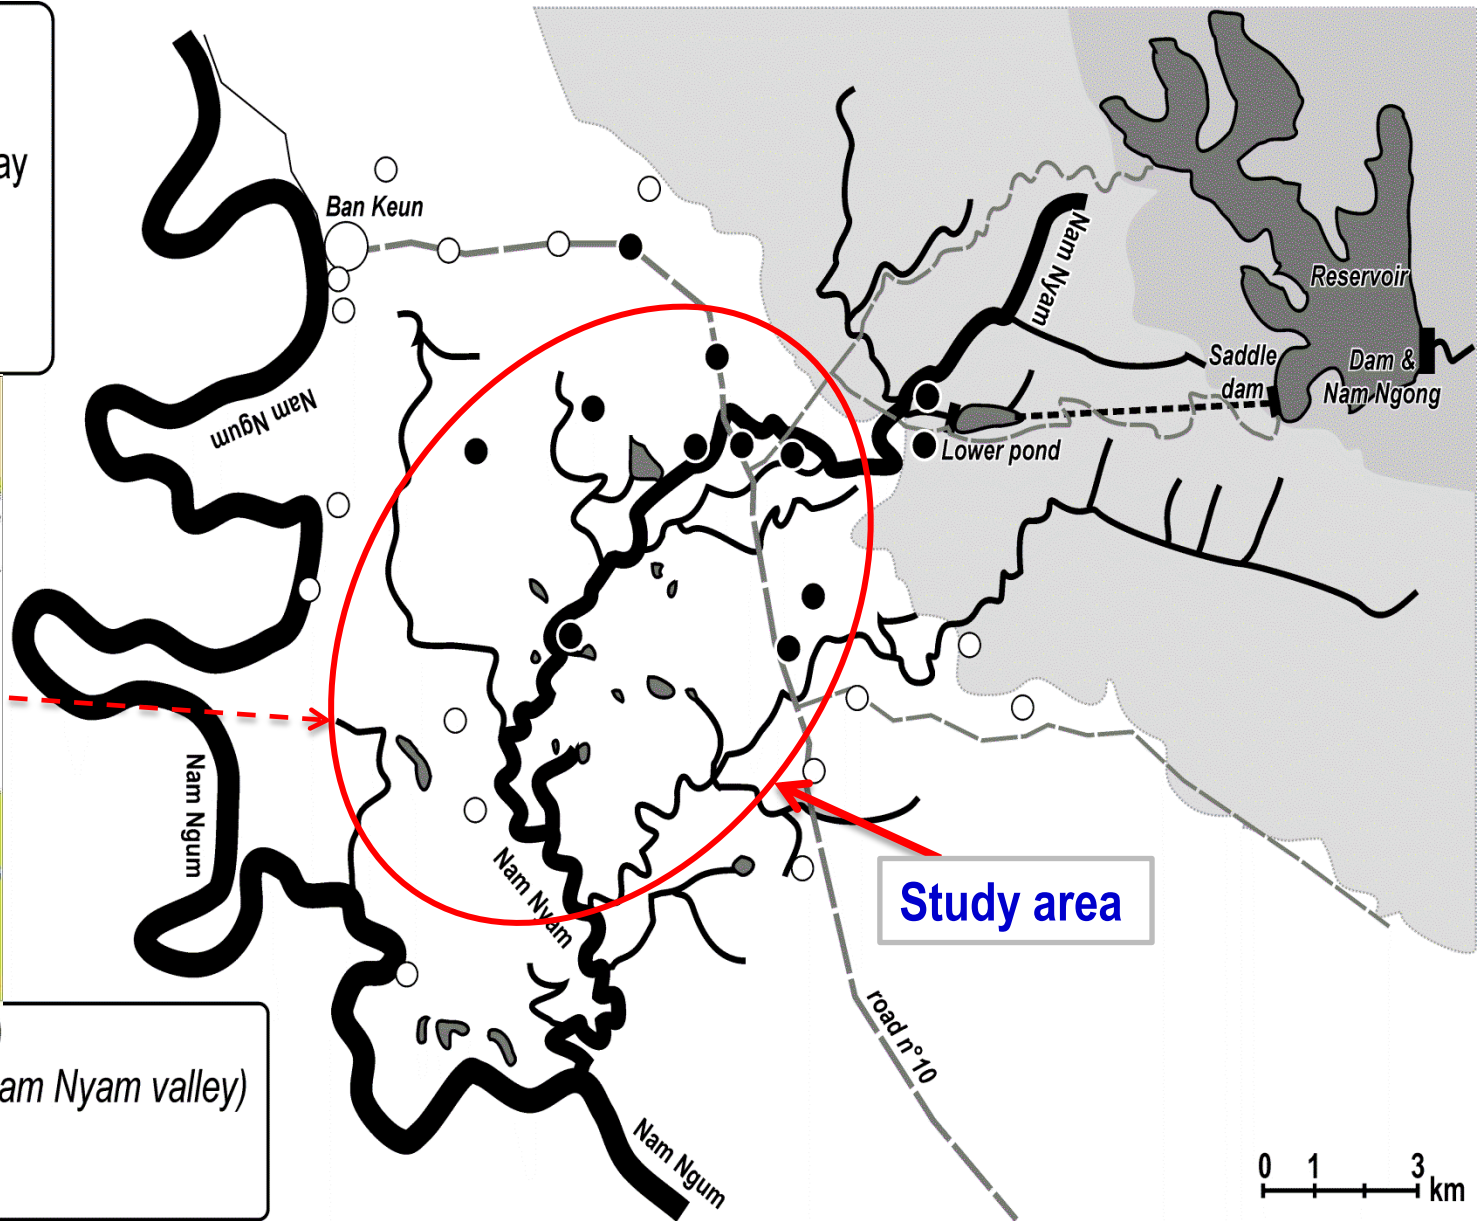 ay
Ban Keun
Nam Nyam
Reservoir
Saddle
dam
Dam &
Nam Ngong
Nam Ngum
Lower pond
Nam Ngum
Nam Nyam
Study area
road n°10
am Nyam valley)
Nam Ngum
0 1 3
km